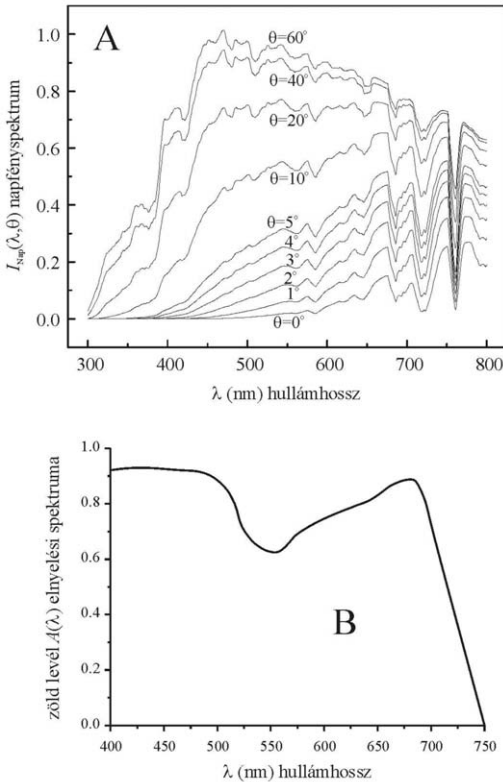 A
I_Nap(λ,θ) napfényspektrum
1.0
0.8
0.6
0.4
0.2
0.0
θ=60°
θ=40°
θ=20°
θ=10°
θ=5°
4°
3°
2°
1°
θ=0°
300 400 500 600 700 800
λ (nm) hullámhossz
zöld levél A(λ) elnyelési spektruma
1.0
0.8
0.6
0.4
0.2
0.0
B
400 450 500 550 600 650 700 750
λ (nm) hullámhossz